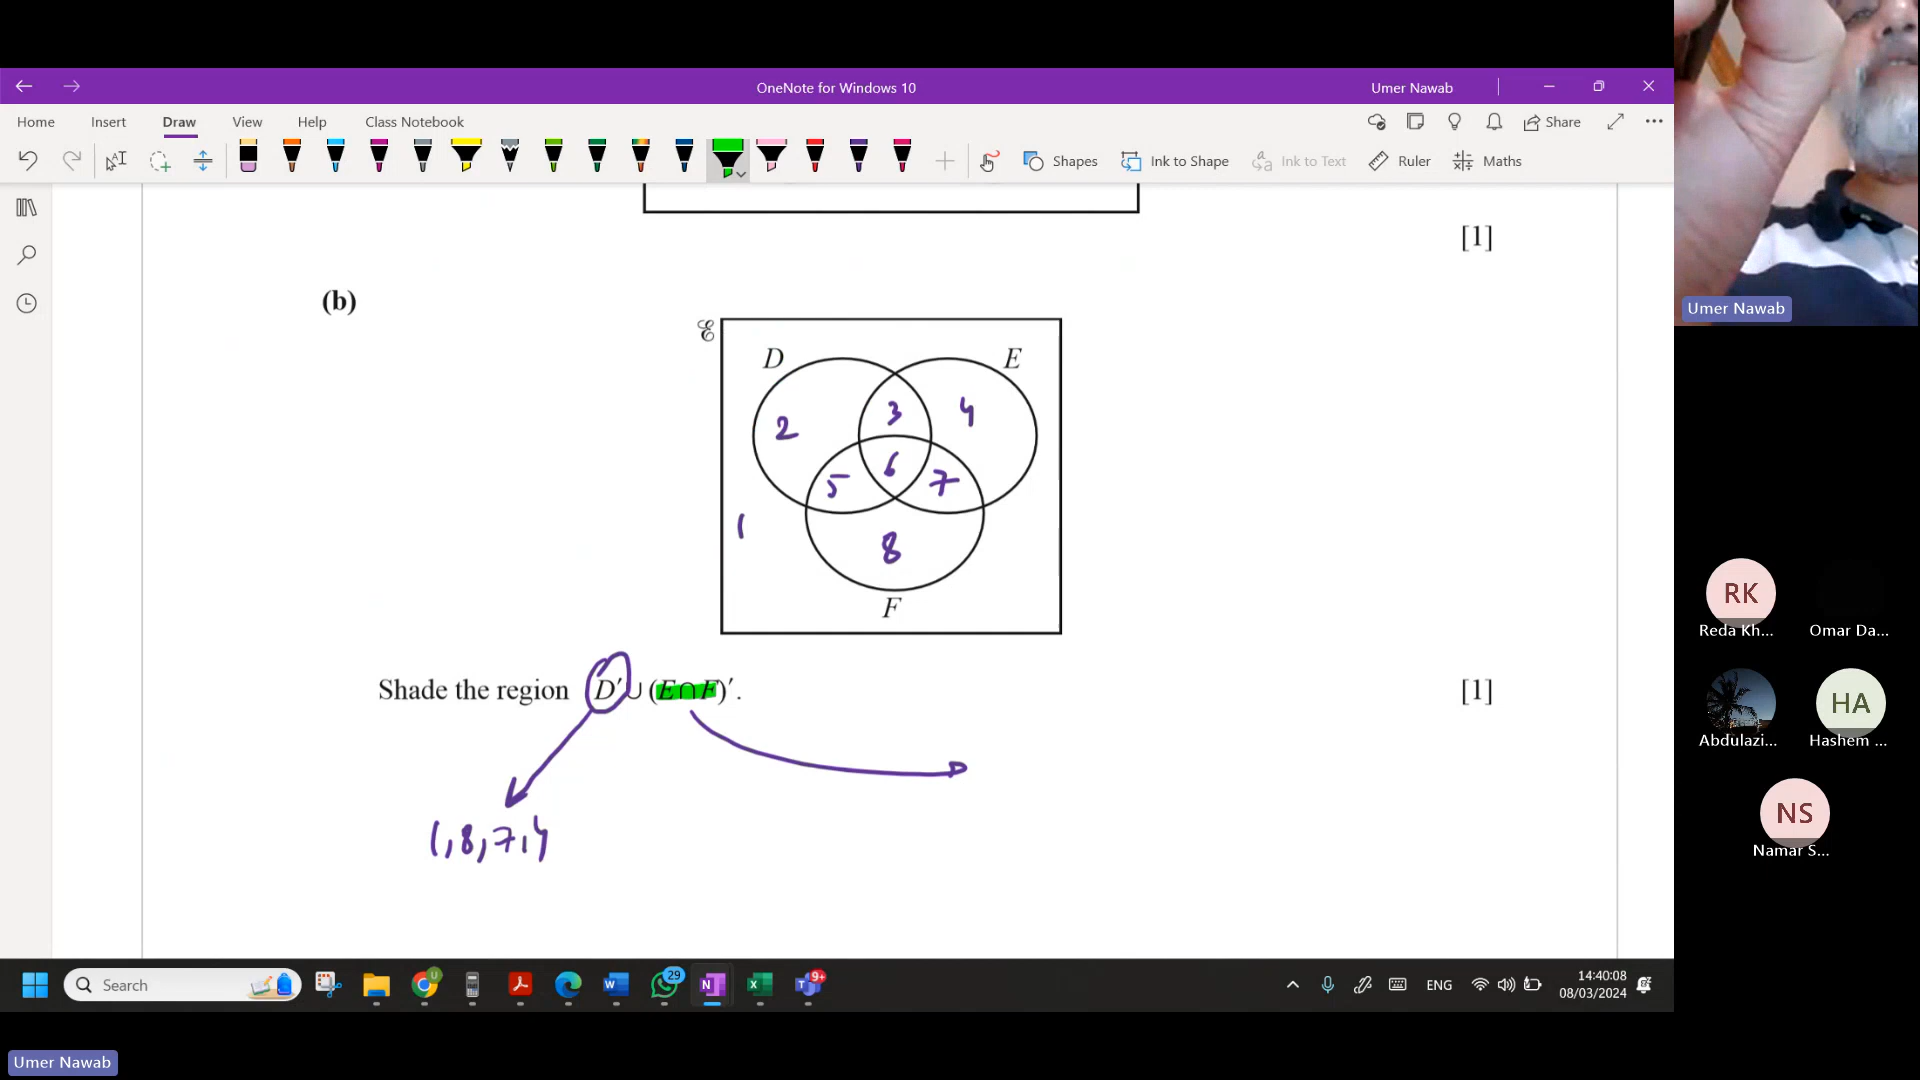 OneNote for Windows 10
Umer Nawab
Home Insert Draw View Help Class Notebook
Share
Shapes Ink to Shape Ink to Text Ruler Maths
[1]
(b)
ℰ
D E
2 3 4
5 6 7
1
8
F
Shade the region D′ ∪ (E ∩ F)′. [1]
1, 8, 7, 4
Umer Nawab
RK
Reda Kh...
Omar Da...
Abdulazi...
HA
Hashem ...
NS
Namar S...
Search
U
W
29
N
X
9+
ENG
14:40:08
08/03/2024
Umer Nawab